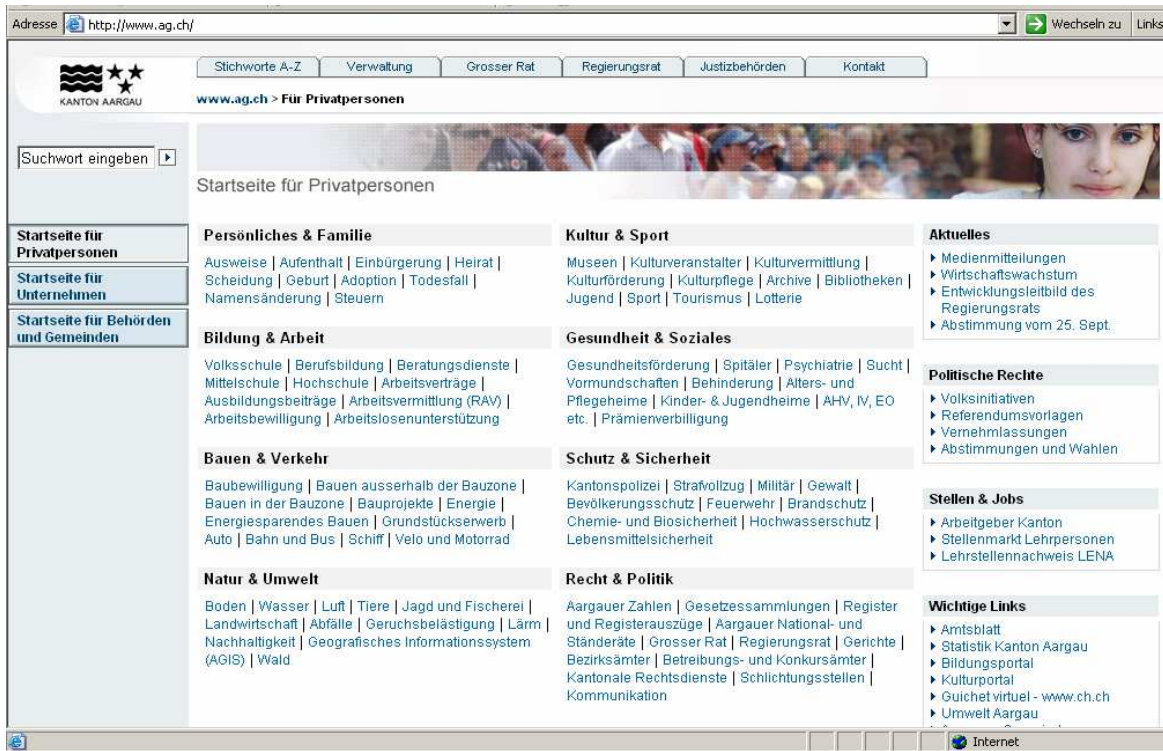 Adresse http://www.ag.ch/ Wechseln zu Links
Stichworte A-Z Verwaltung Grosser Rat Regierungsrat Justizbehörden Kontakt
KANTON AARGAU
www.ag.ch > Für Privatpersonen
Suchwort eingeben
Startseite für Privatpersonen
Startseite für
Privatpersonen
Startseite für
Unternehmen
Startseite für Behörden
und Gemeinden
Persönliches & Familie
Ausweise | Aufenthalt | Einbürgerung | Heirat |
Scheidung | Geburt | Adoption | Todesfall |
Namensänderung | Steuern
Bildung & Arbeit
Volksschule | Berufsbildung | Beratungsdienste |
Mittelschule | Hochschule | Arbeitsverträge |
Ausbildungsbeiträge | Arbeitsvermittlung (RAV) |
Arbeitsbewilligung | Arbeitslosenunterstützung
Bauen & Verkehr
Baubewilligung | Bauen ausserhalb der Bauzone |
Bauen in der Bauzone | Bauprojekte | Energie |
Energiesparendes Bauen | Grundstückserwerb |
Auto | Bahn und Bus | Schiff | Velo und Motorrad
Natur & Umwelt
Boden | Wasser | Luft | Tiere | Jagd und Fischerei |
Landwirtschaft | Abfälle | Geruchsbelästigung | Lärm |
Nachhaltigkeit | Geografisches Informationssystem
(AGIS) | Wald
Kultur & Sport
Museen | Kulturveranstalter | Kulturvermittlung |
Kulturförderung | Kulturpflege | Archive | Bibliotheken |
Jugend | Sport | Tourismus | Lotterie
Gesundheit & Soziales
Gesundheitsförderung | Spitäler | Psychiatrie | Sucht |
Vormundschaften | Behinderung | Alters- und
Pflegeheime | Kinder- & Jugendheime | AHV, IV, EO
etc. | Prämienverbilligung
Schutz & Sicherheit
Kantonspolizei | Strafvollzug | Militär | Gewalt |
Bevölkerungsschutz | Feuerwehr | Brandschutz |
Chemie- und Biosicherheit | Hochwasserschutz |
Lebensmittelsicherheit
Recht & Politik
Aargauer Zahlen | Gesetzessammlungen | Register
und Registerauszüge | Aargauer National- und
Ständeräte | Grosser Rat | Regierungsrat | Gerichte |
Bezirksämter | Betreibungs- und Konkursämter |
Kantonale Rechtsdienste | Schlichtungsstellen |
Kommunikation
Aktuelles
Medienmitteilungen
Wirtschaftswachstum
Entwicklungsleitbild des
Regierungsrats
Abstimmung vom 25. Sept.
Politische Rechte
Volksinitiativen
Referendumsvorlagen
Vernehmlassungen
Abstimmungen und Wahlen
Stellen & Jobs
Arbeitgeber Kanton
Stellenmarkt Lehrpersonen
Lehrstellennachweis LENA
Wichtige Links
Amtsblatt
Statistik Kanton Aargau
Bildungsportal
Kulturportal
Guichet virtuel - www.ch.ch
Umwelt Aargau
Internet